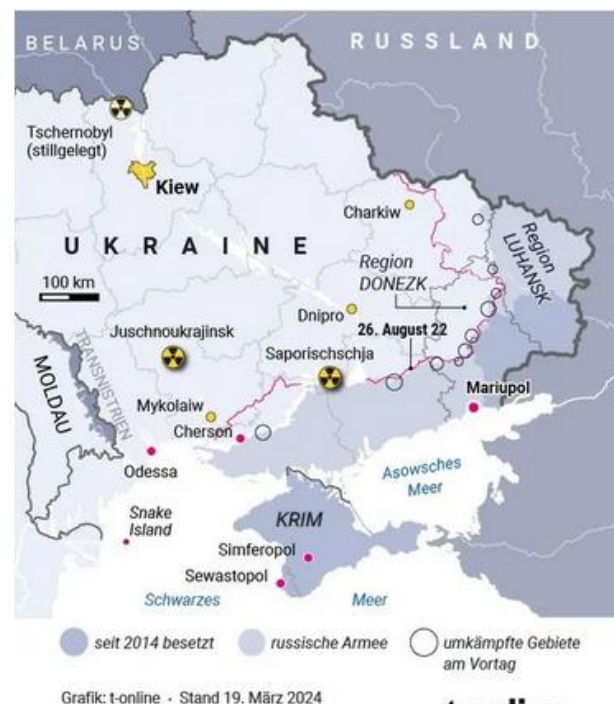 BELARUS
RUSSLAND
Tschernobyl
(stillgelegt)
Kiew
Charkiw
UKRAINE
Region
DONEZK
Region
LUHANSK
100 km
Dnipro
26. August 22
Juschnoukrajinsk
Saporischschja
MOLDAU
TRANSNISTRIEN
Mykolaiw
Mariupol
Cherson
Odessa
Asowsches
Meer
Snake
Island
KRIM
Simferopol
Sewastopol
Schwarzes Meer
seit 2014 besetzt
russische Armee
umkämpfte Gebiete
am Vortag
Grafik: t-online · Stand 19. März 2024